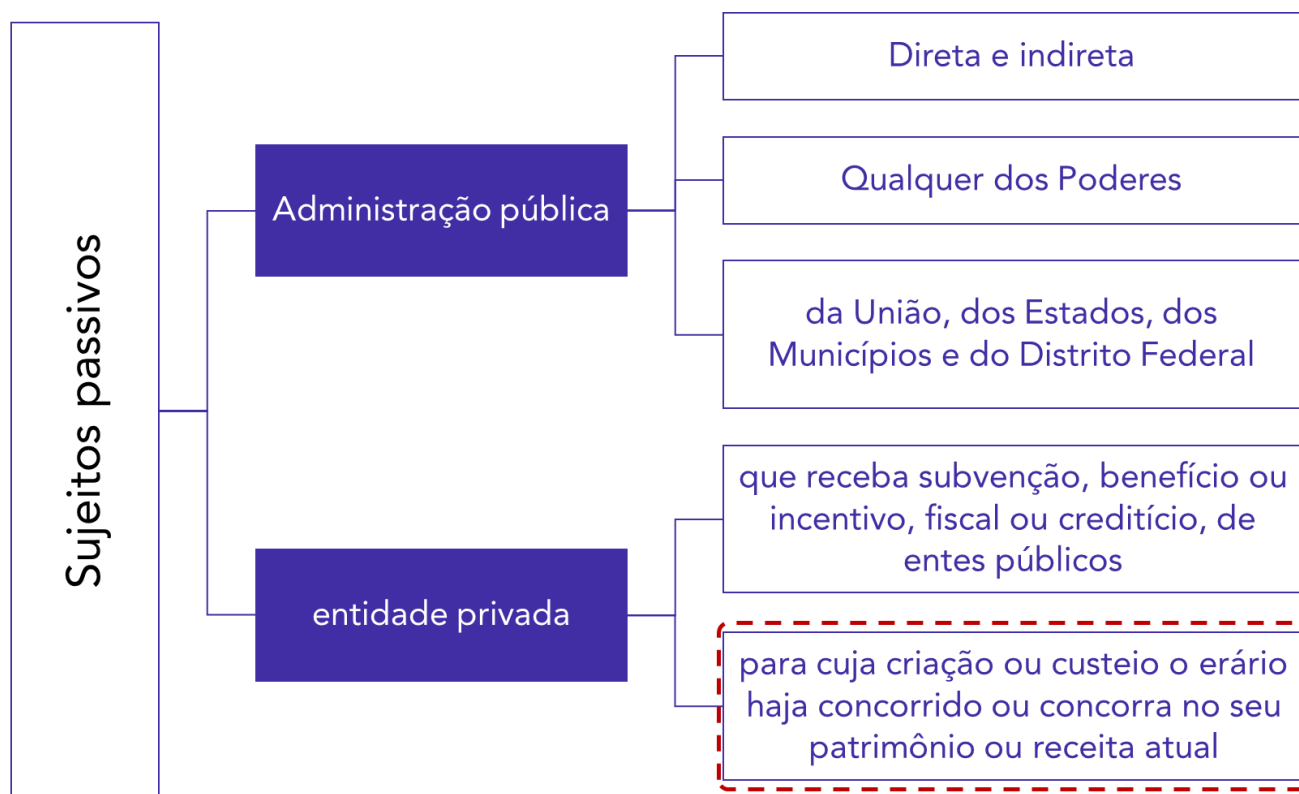 Sujeitos passivos
Administração pública
Direta e indireta
Qualquer dos Poderes
da União, dos Estados, dos
Municípios e do Distrito Federal
entidade privada
que receba subvenção, benefício ou
incentivo, fiscal ou creditício, de
entes públicos
para cuja criação ou custeio o erário
haja concorrido ou concorra no seu
patrimônio ou receita atual